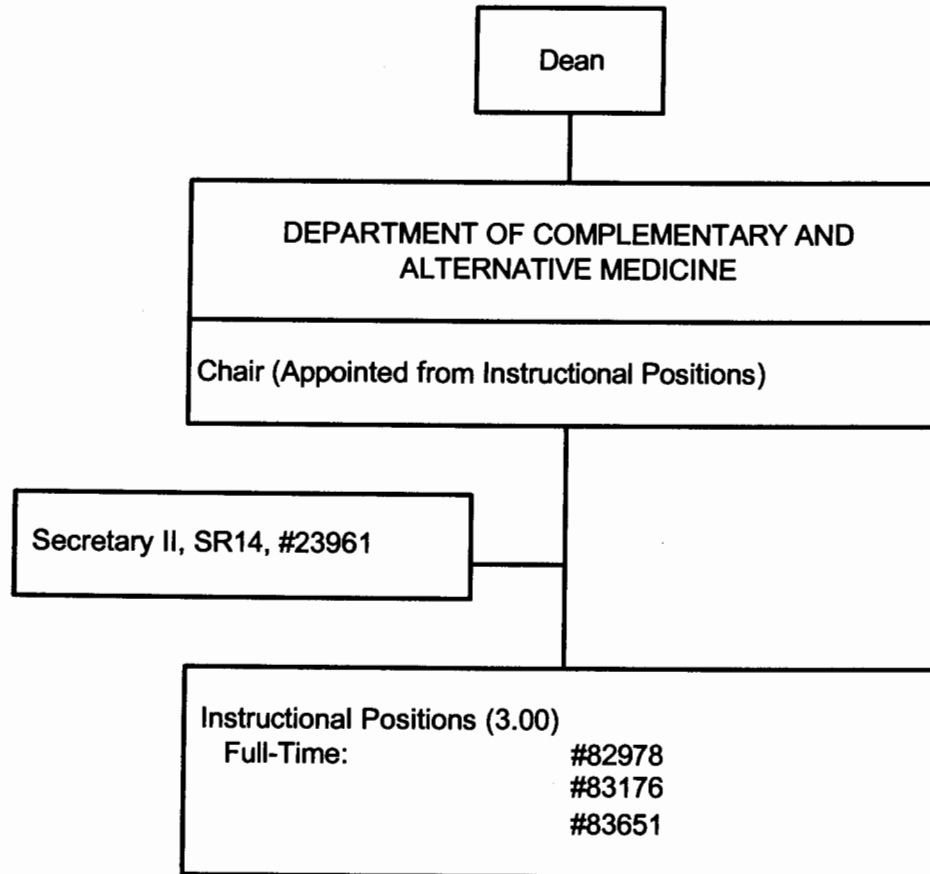 Dean
DEPARTMENT OF COMPLEMENTARY AND
ALTERNATIVE MEDICINE
Chair (Appointed from Instructional Positions)
Secretary II, SR14, #23961
Instructional Positions (3.00)
Full-Time: #82978
#83176
#83651